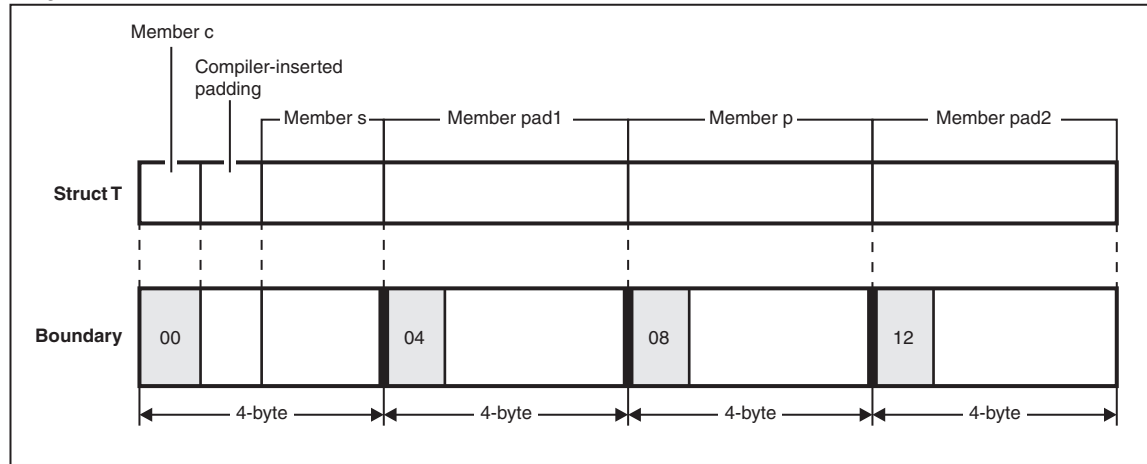 Member c
Compiler-inserted
padding
Member s
Member pad1
Member p
Member pad2
Struct T
Boundary
00
04
08
12
4-byte
4-byte
4-byte
4-byte